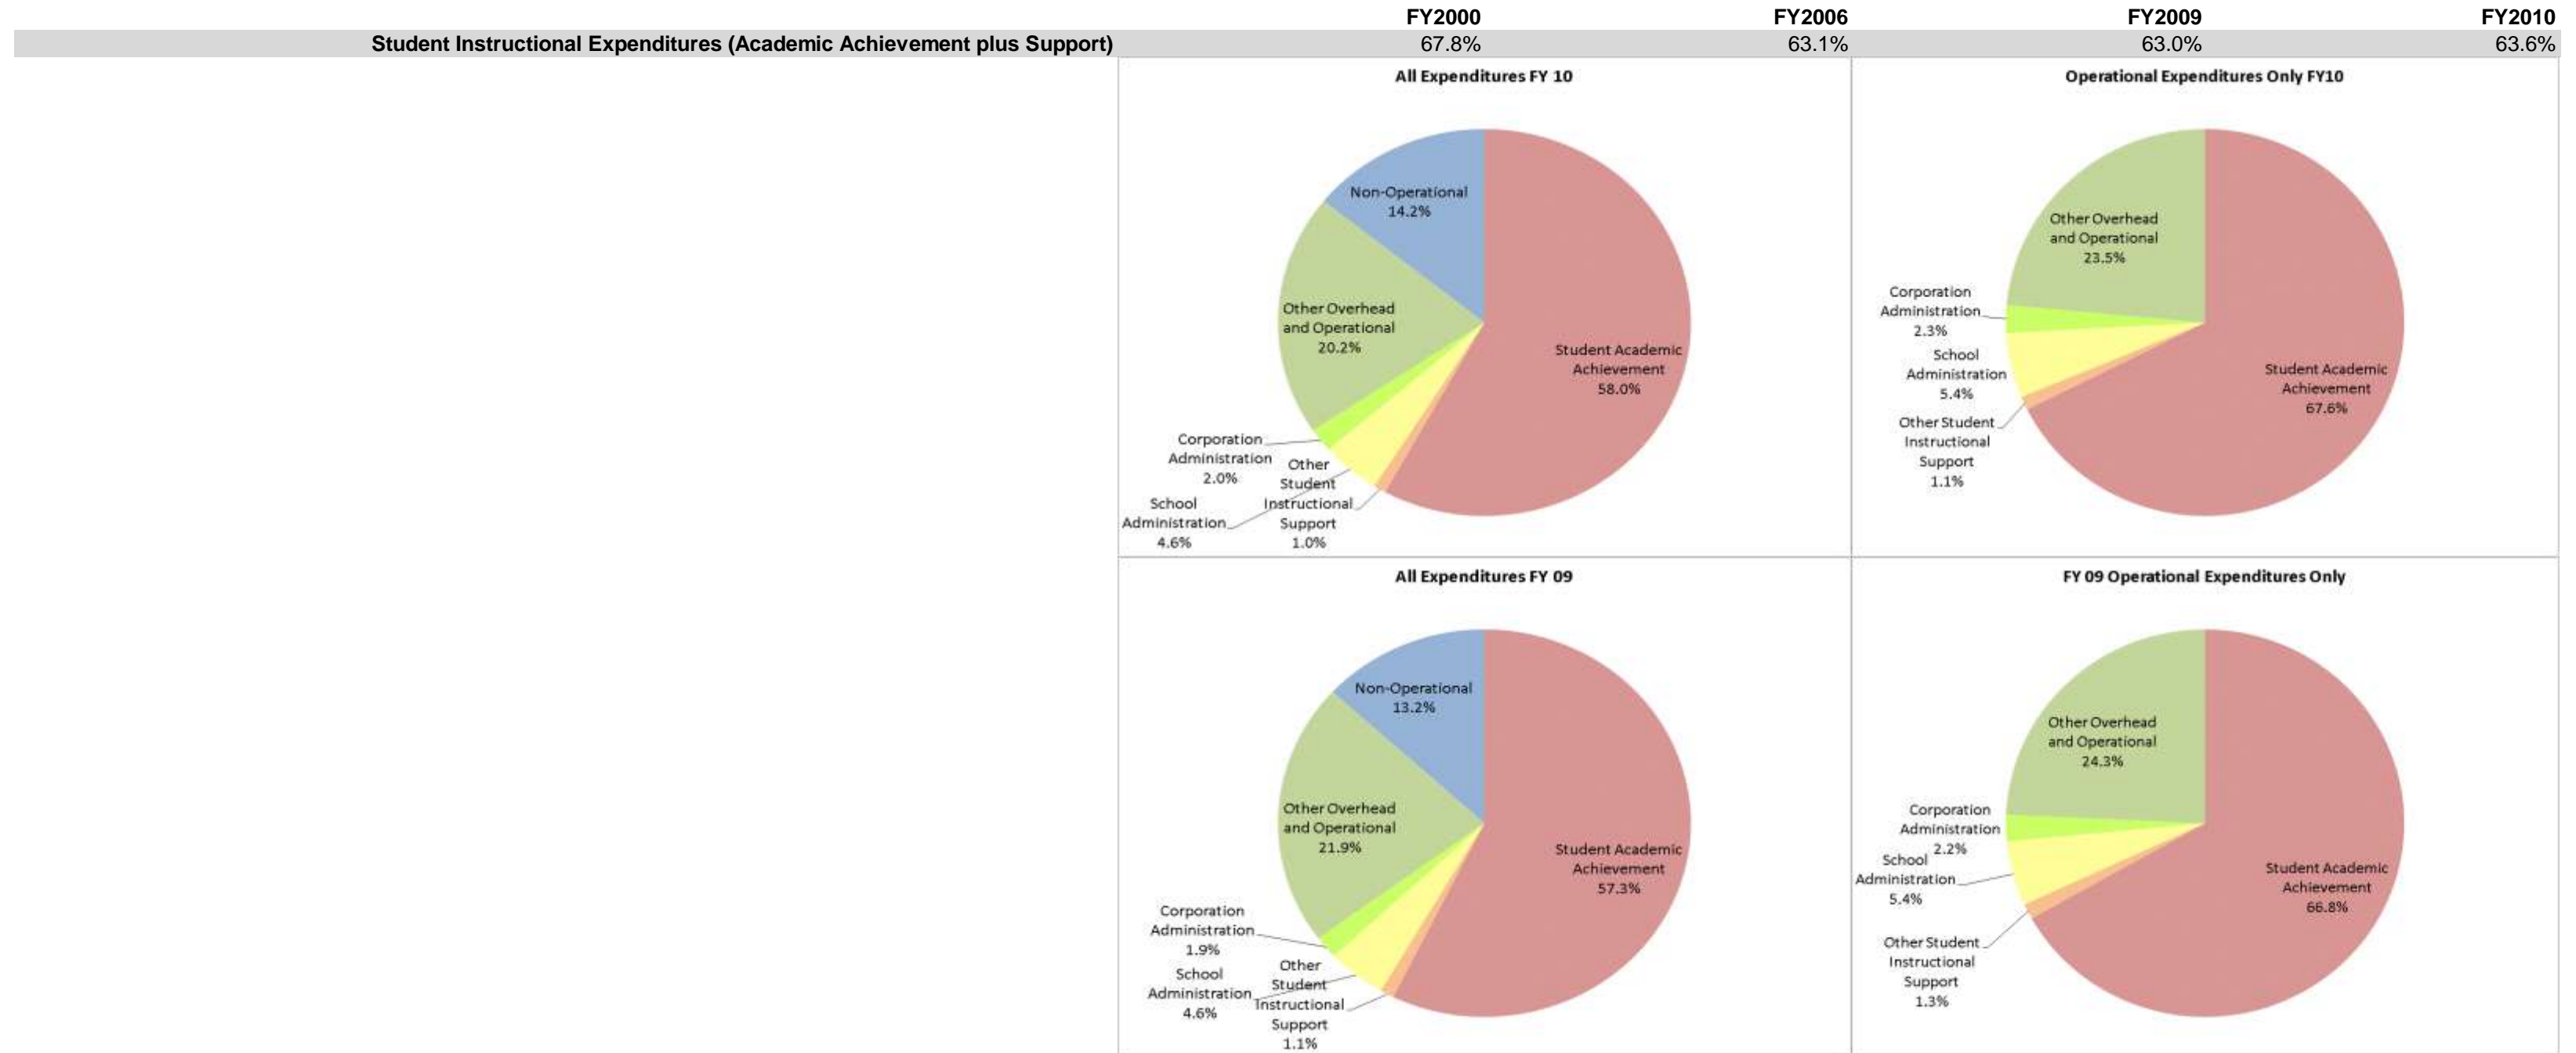 FY2000 FY2006 FY2009 FY2010
Student Instructional Expenditures (Academic Achievement plus Support) 67.8% 63.1% 63.0% 63.6%
All Expenditures FY 10
Non-Operational
14.2%
Other Overhead
and Operational
20.2%
Student Academic
Achievement
58.0%
Corporation
Administration
2.0%
Other
Student
Instructional
Support
1.0%
School
Administration
4.6%
Operational Expenditures Only FY10
Other Overhead
and Operational
23.5%
Corporation
Administration
2.3%
School
Administration
5.4%
Other Student
Instructional
Support
1.1%
Student Academic
Achievement
67.6%
All Expenditures FY 09
Non-Operational
13.2%
Other Overhead
and Operational
21.9%
Student Academic
Achievement
57.3%
Corporation
Administration
1.9%
School
Administration
4.6%
Other
Student
Instructional
Support
1.1%
FY 09 Operational Expenditures Only
Other Overhead
and Operational
24.3%
Corporation
Administration
2.2%
School
Administration
5.4%
Other Student
Instructional
Support
1.3%
Student Academic
Achievement
66.8%